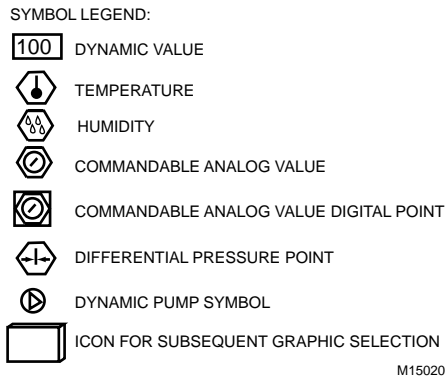 SYMBOL LEGEND:
100 DYNAMIC VALUE
TEMPERATURE
HUMIDITY
COMMANDABLE ANALOG VALUE
COMMANDABLE ANALOG VALUE DIGITAL POINT
DIFFERENTIAL PRESSURE POINT
DYNAMIC PUMP SYMBOL
ICON FOR SUBSEQUENT GRAPHIC SELECTION
M15020